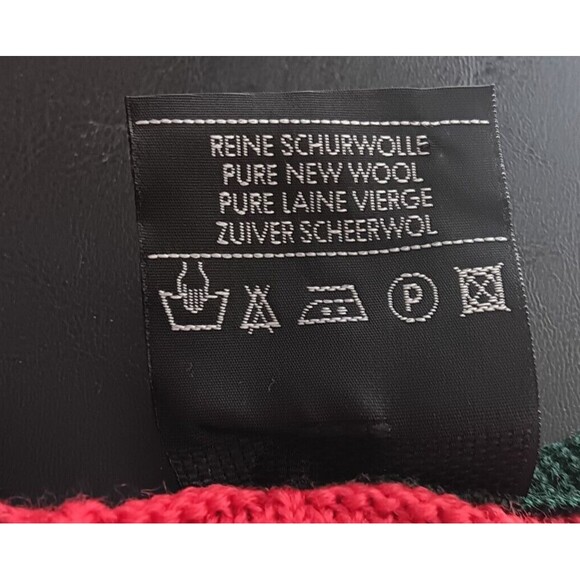 REINE SCHURWOLLE
PURE NEW WOOL
PURE LAINE VIERGE
ZUIVER SCHEERWOL
P